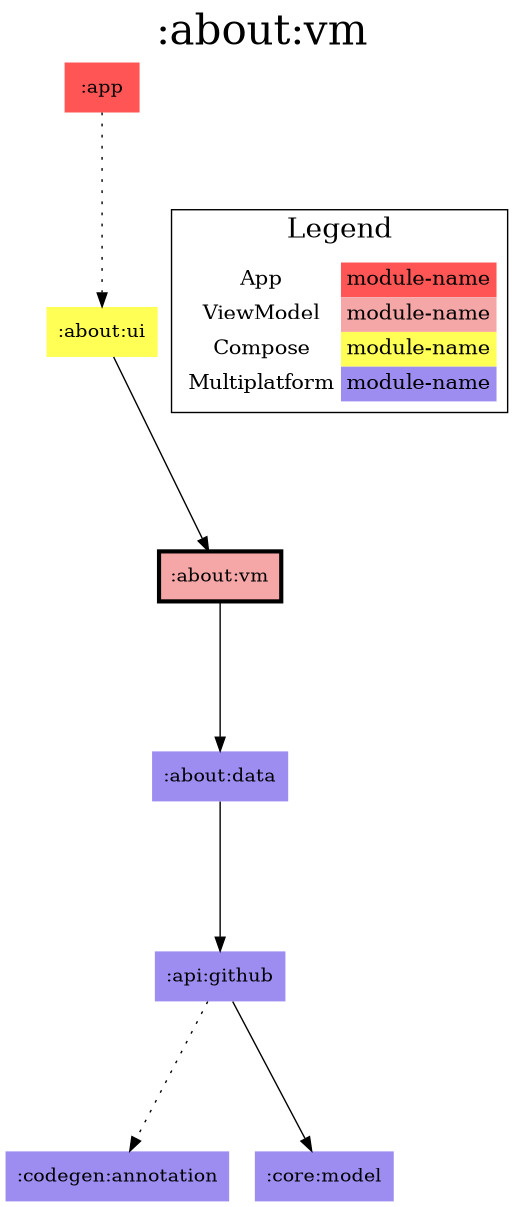 :about:vm
:app
Legend
App module-name
ViewModel module-name
Compose module-name
Multiplatform module-name
:about:ui
:about:vm
:about:data
:api:github
:codegen:annotation
:core:model